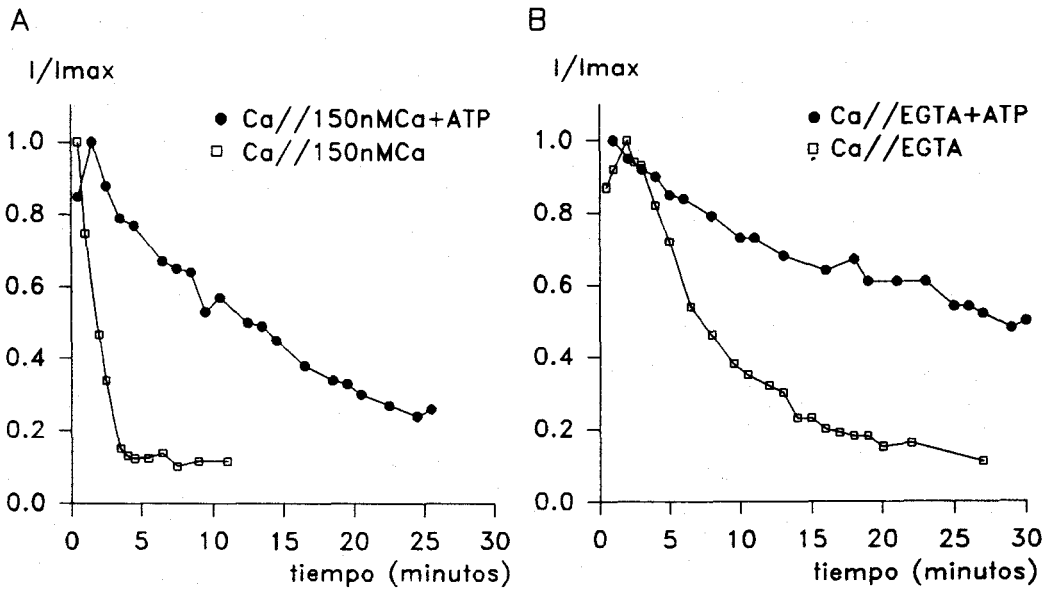 A
I/Imax
● Ca//150nMCa+ATP
□ Ca//150nMCa
1.0
0.8
0.6
0.4
0.2
0.0
0 5 10 15 20 25 30
tiempo (minutos)
B
I/Imax
● Ca//EGTA+ATP
□ Ca//EGTA
1.0
0.8
0.6
0.4
0.2
0.0
0 5 10 15 20 25 30
tiempo (minutos)